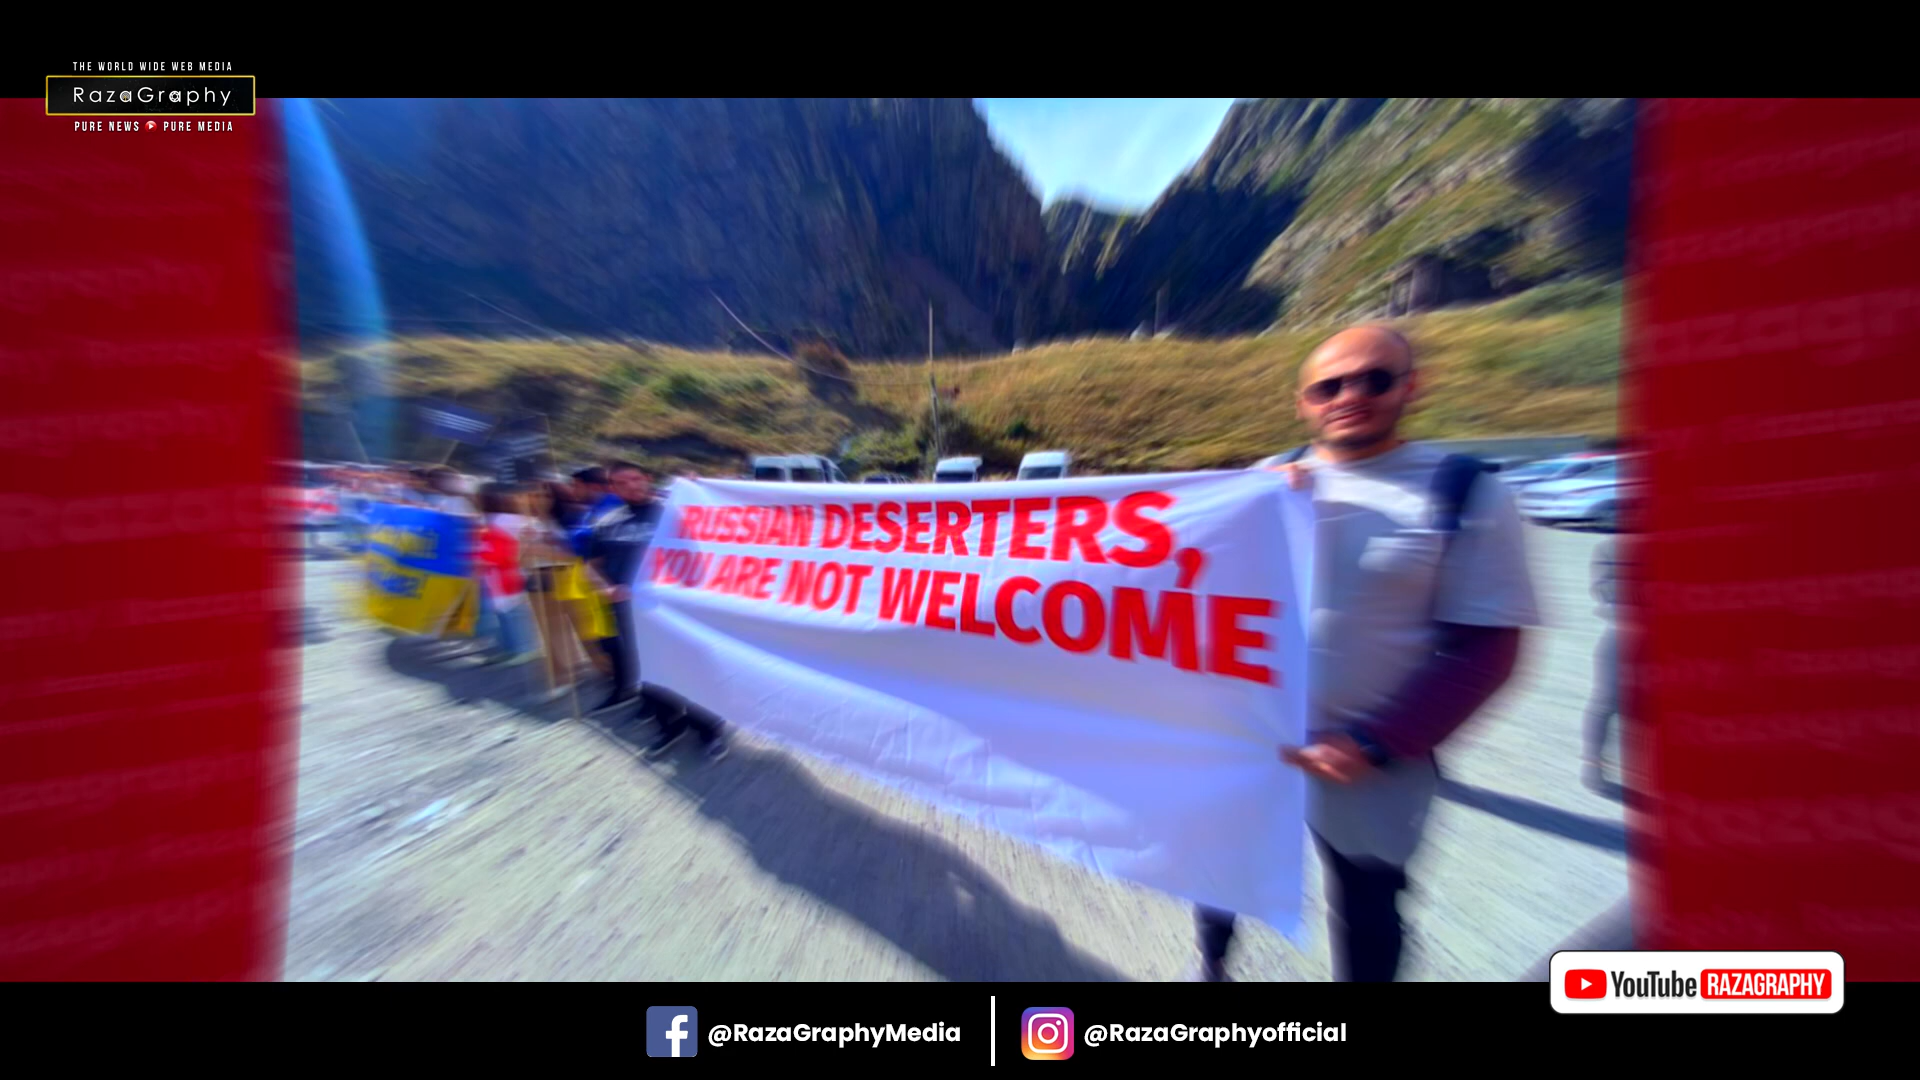 THE WORLD WIDE WEB MEDIA
RazaGraphy
PURE NEWS PURE MEDIA
RUSSIAN DESERTERS,
YOU ARE NOT WELCOME
YouTube RAZAGRAPHY
@RazaGraphyMedia
@RazaGraphyofficial